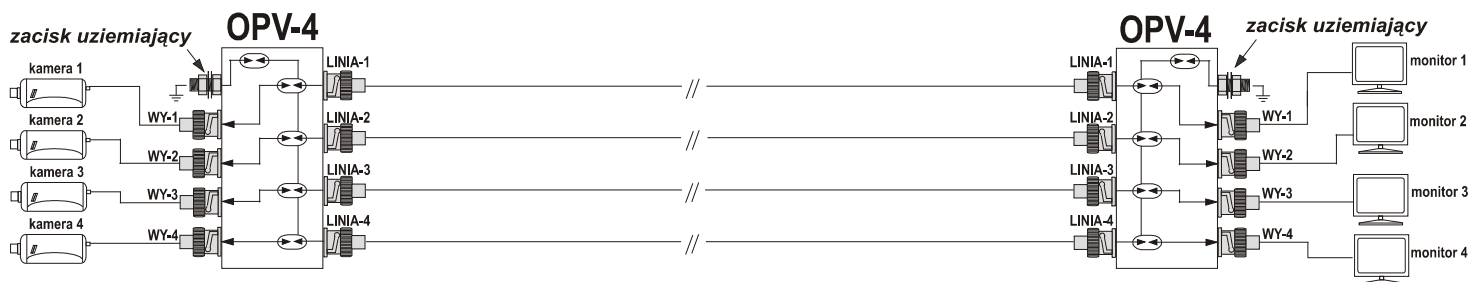 OPV-4
zacisk uziemiający
kamera 1
LINIA-1
WY-1
kamera 2
LINIA-2
WY-2
kamera 3
LINIA-3
WY-3
kamera 4
LINIA-4
WY-4
OPV-4
zacisk uziemiający
LINIA-1
monitor 1
WY-1
LINIA-2
monitor 2
WY-2
LINIA-3
monitor 3
WY-3
LINIA-4
WY-4
monitor 4